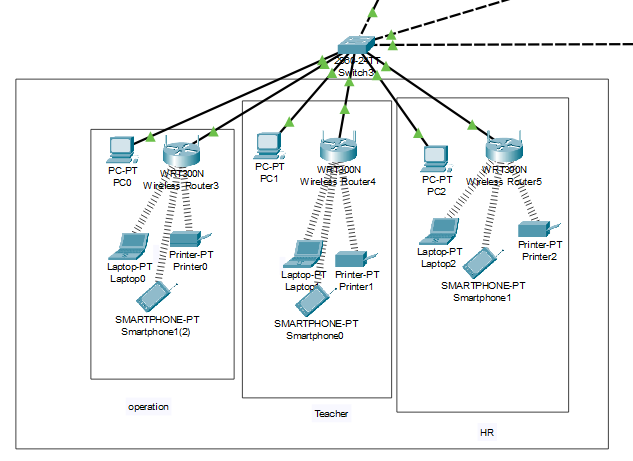 2960-24TT
Switch3
PC-PT
PC0
WRT300N
Wireless Router3
Laptop-PT
Laptop0
Printer-PT
Printer0
SMARTPHONE-PT
Smartphone1(2)
operation
PC-PT
PC1
WRT300N
Wireless Router4
Laptop-PT
Printer-PT
Printer1
SMARTPHONE-PT
Smartphone0
Teacher
PC-PT
PC2
WRT300N
Wireless Router5
Laptop-PT
Laptop2
Printer-PT
Printer2
SMARTPHONE-PT
Smartphone1
HR